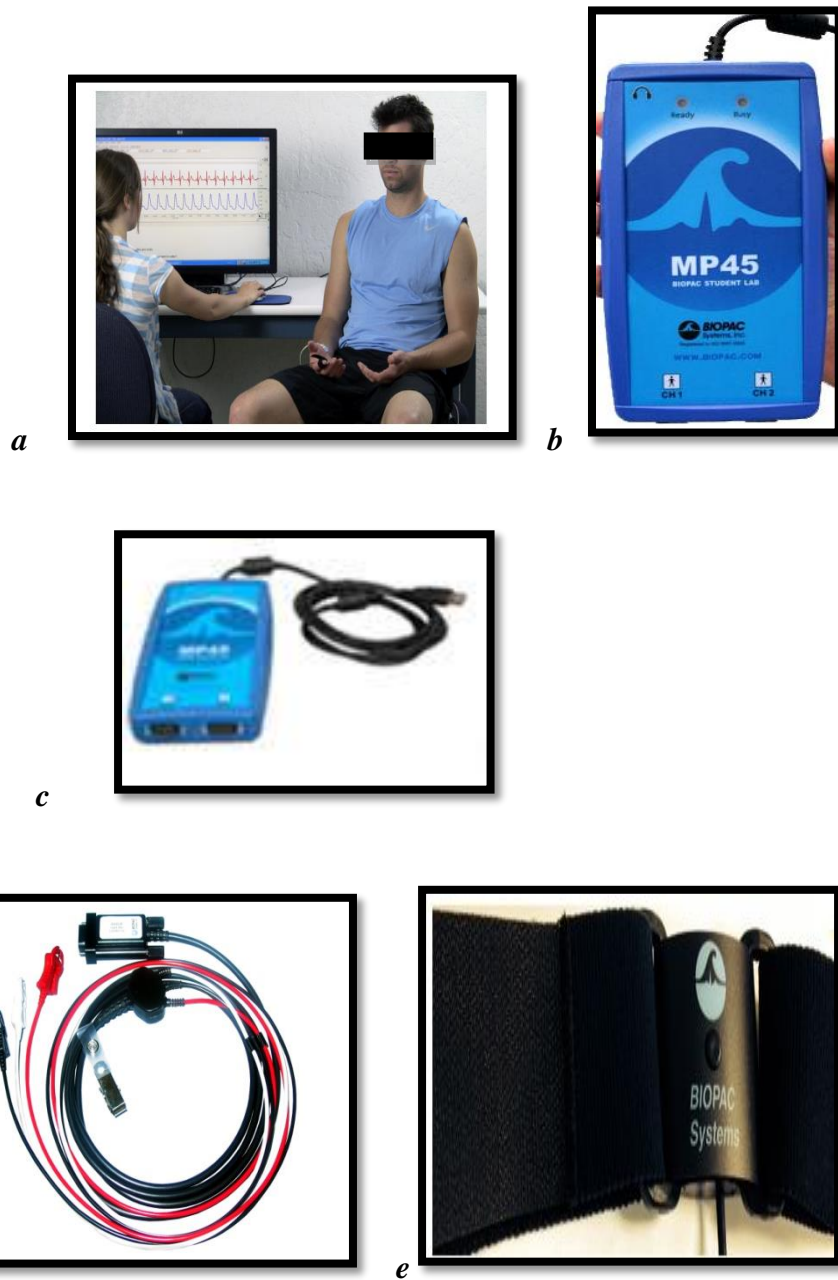 Ready
Busy
MP45
BIOPAC STUDENT LAB
BIOPAC
Systems, Inc.
WWW.BIOPAC.COM
CH 1
CH 2
a
b
MP45
c
BIOPAC
Systems
e